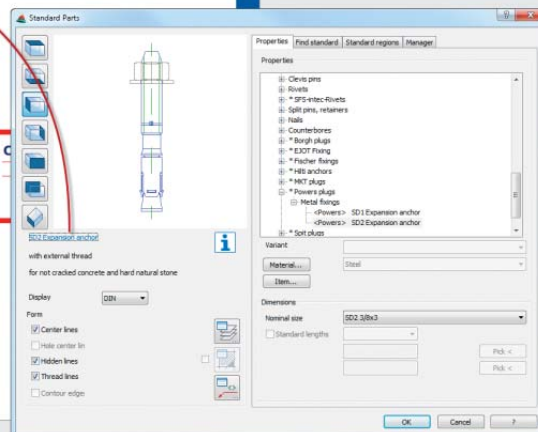 Standard Parts
Properties
Find standard
Standard regions
Manager
Properties
Clevis pins
Rivets
* SFS-intec-Rivets
Split pins, retainers
Nails
Counterbores
* Borgh plugs
* EJOT Fixing
* Fischer fixings
* Hilti anchors
* MKT plugs
* Powers plugs
Metal fixings
<Powers> SD1 Expansion anchor
<Powers> SD2 Expansion anchor
* Spit plugs
SD2 Expansion anchor
with external thread
for not cracked concrete and hard natural stone
Display
DIN
Form
Center lines
Hole center lin
Hidden lines
Thread lines
Contour edges
Variant
Material...
Steel
Item...
Dimensions
Nominal size
SD2 3/8x3
Standard lengths
Pick <
Pick <
OK
Cancel
?